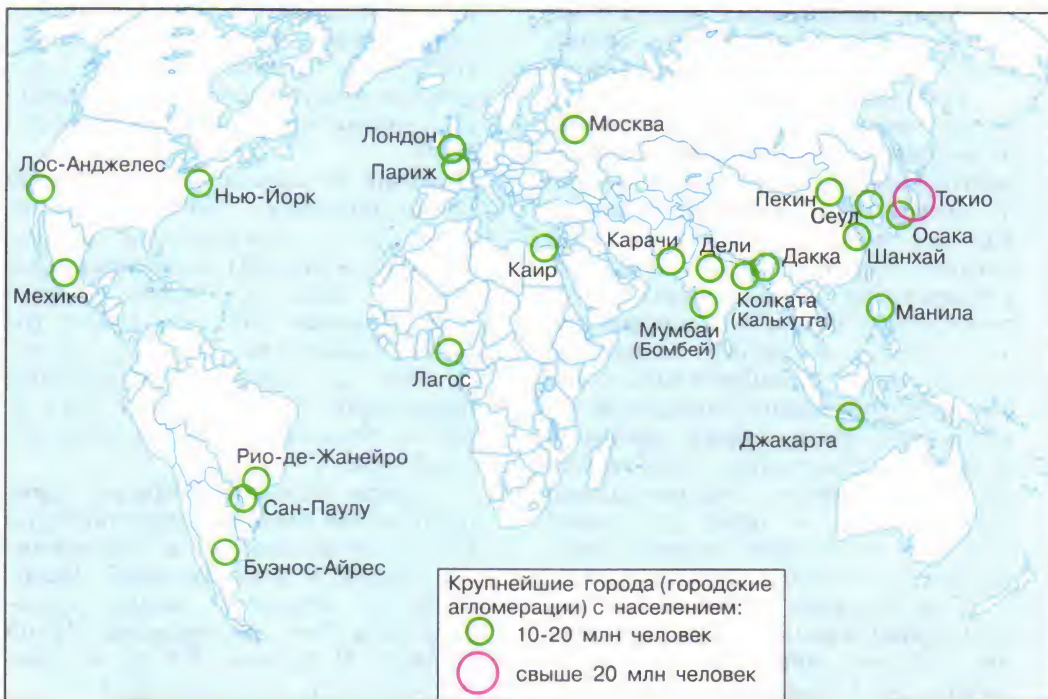 Москва
Лондон
Париж
Лос-Анджелес
Нью-Йорк
Мехико
Пекин
Сеул
Токио
Осака
Шанхай
Карачи
Дели
Дакка
Каир
Колката
(Калькутта)
Мумбаи
(Бомбей)
Манила
Лагос
Джакарта
Рио-де-Жанейро
Сан-Паулу
Буэнос-Айрес
Крупнейшие города (городские
агломерации) с населением:
10-20 млн человек
свыше 20 млн человек